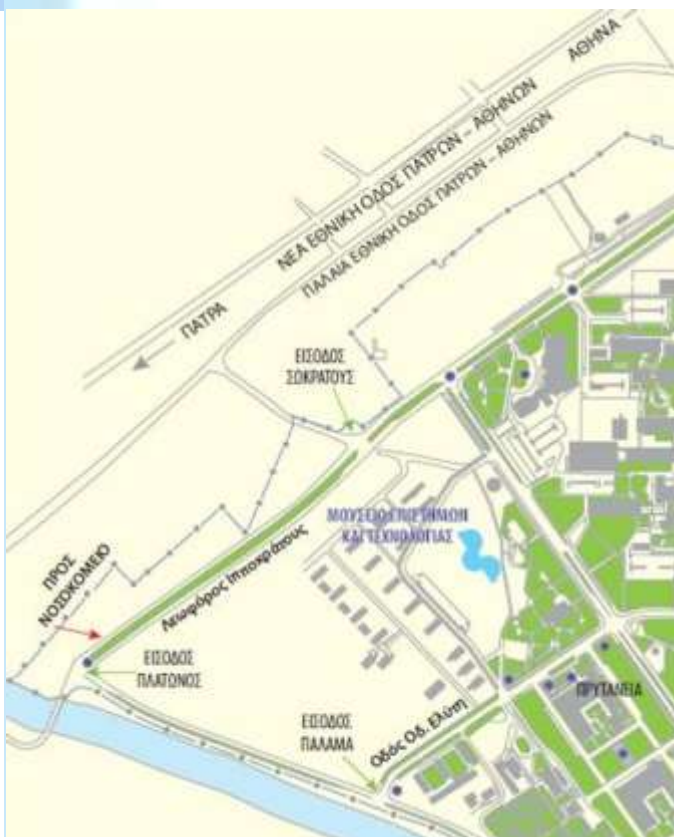 ΑΘΗΝΑ
ΝΕΑ ΕΘΝΙΚΗ ΟΔΟΣ ΠΑΤΡΩΝ – ΑΘΗΝΩΝ
ΠΑΛΑΙΑ ΕΘΝΙΚΗ ΟΔΟΣ ΠΑΤΡΩΝ – ΑΘΗΝΩΝ
ΠΑΤΡΑ
ΕΙΣΟΔΟΣ
ΣΩΚΡΑΤΟΥΣ
ΜΟΥΣΕΙΟ ΕΠΙΣΤΗΜΩΝ
ΚΑΙ ΤΕΧΝΟΛΟΓΙΑΣ
Λεωφόρος Ιπποκράτους
ΠΡΟΣ
ΝΟΣΟΚΟΜΕΙΟ
ΕΙΣΟΔΟΣ
ΠΛΑΤΩΝΟΣ
ΠΡΥΤΑΝΕΙΑ
ΕΙΣΟΔΟΣ
ΠΑΛΑΜΑ
Οδός Οδ. Ελύτη